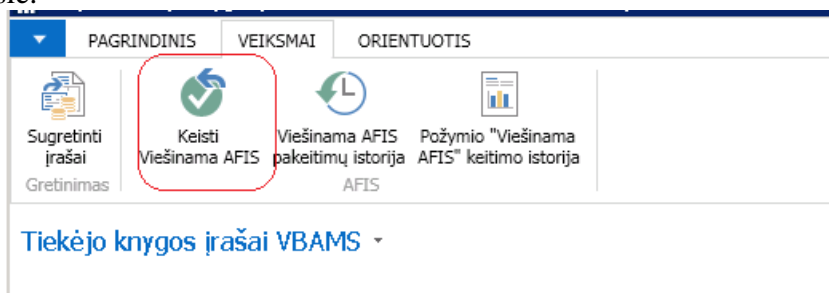 PAGRINDINIS VEIKSMAI ORIENTUOTIS
Sugretinti įrašai
Keisti Viešinama AFIS
Viešinama AFIS pakeitimų istorija
Požymio "Viešinama AFIS" keitimo istorija
Gretinimas
AFIS
Tiekėjo knygos įrašai VBAMS